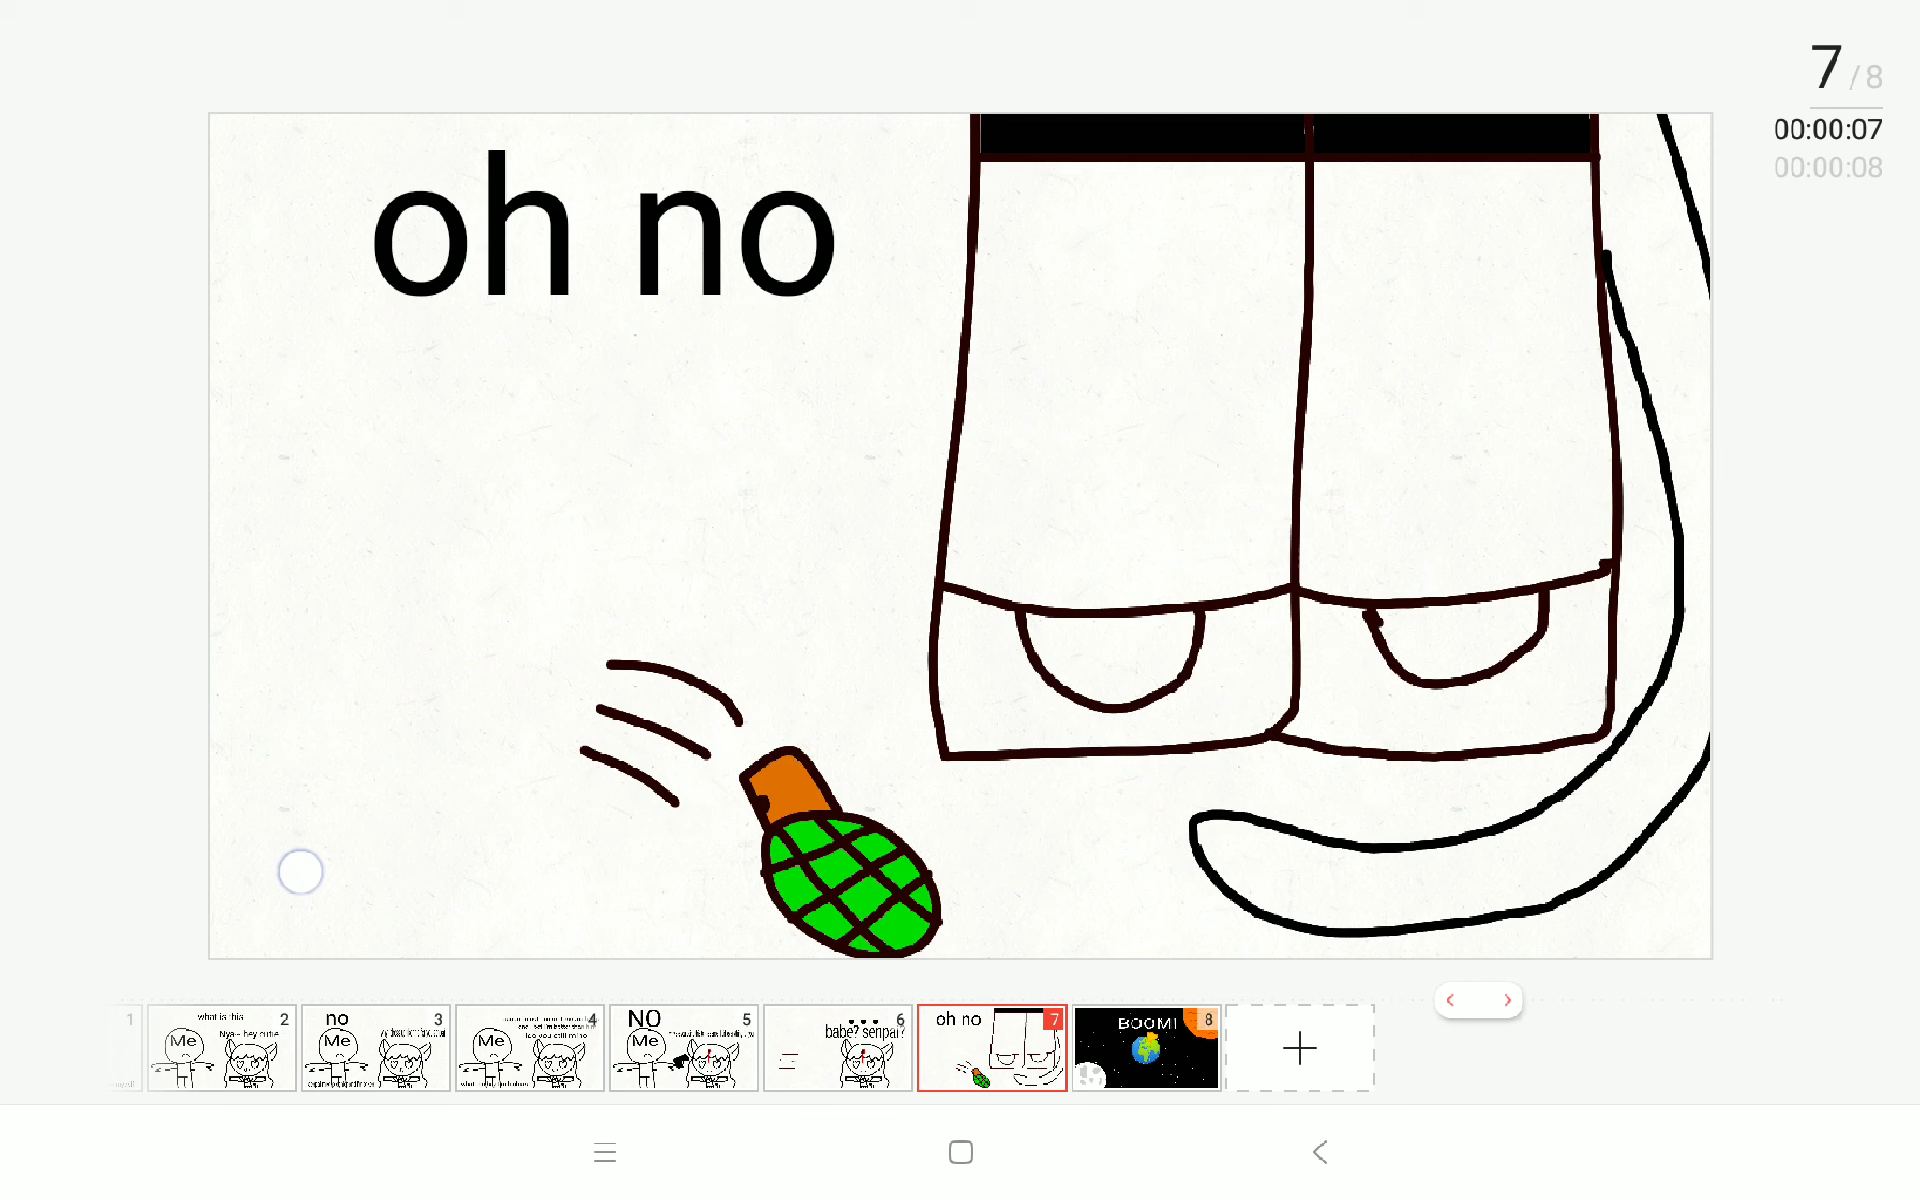 7 / 8
00:00:07
00:00:08
oh no
1
what is this
2
Nya~ hey cutie
Me
no
3
Me
4
Me
NO
5
Me
6
babe? senpai?
oh no
7
BOOM!
8